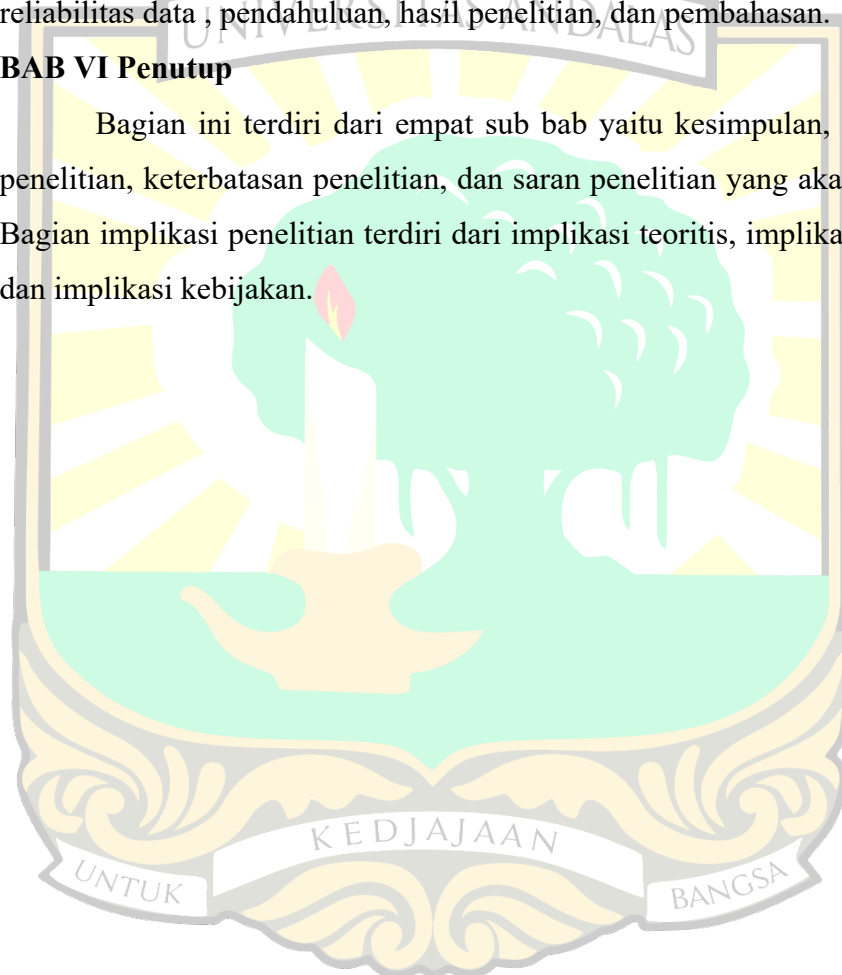 reliabilitas data , pendahuluan, hasil penelitian, dan pembahasan.
UNIVERSITAS ANDALAS
BAB VI Penutup
Bagian ini terdiri dari empat sub bab yaitu kesimpulan,
penelitian, keterbatasan penelitian, dan saran penelitian yang
Bagian implikasi penelitian terdiri dari implikasi teoritis,
dan implikasi kebijakan.
KEDJAJAAN
UNTUK
BANGSA